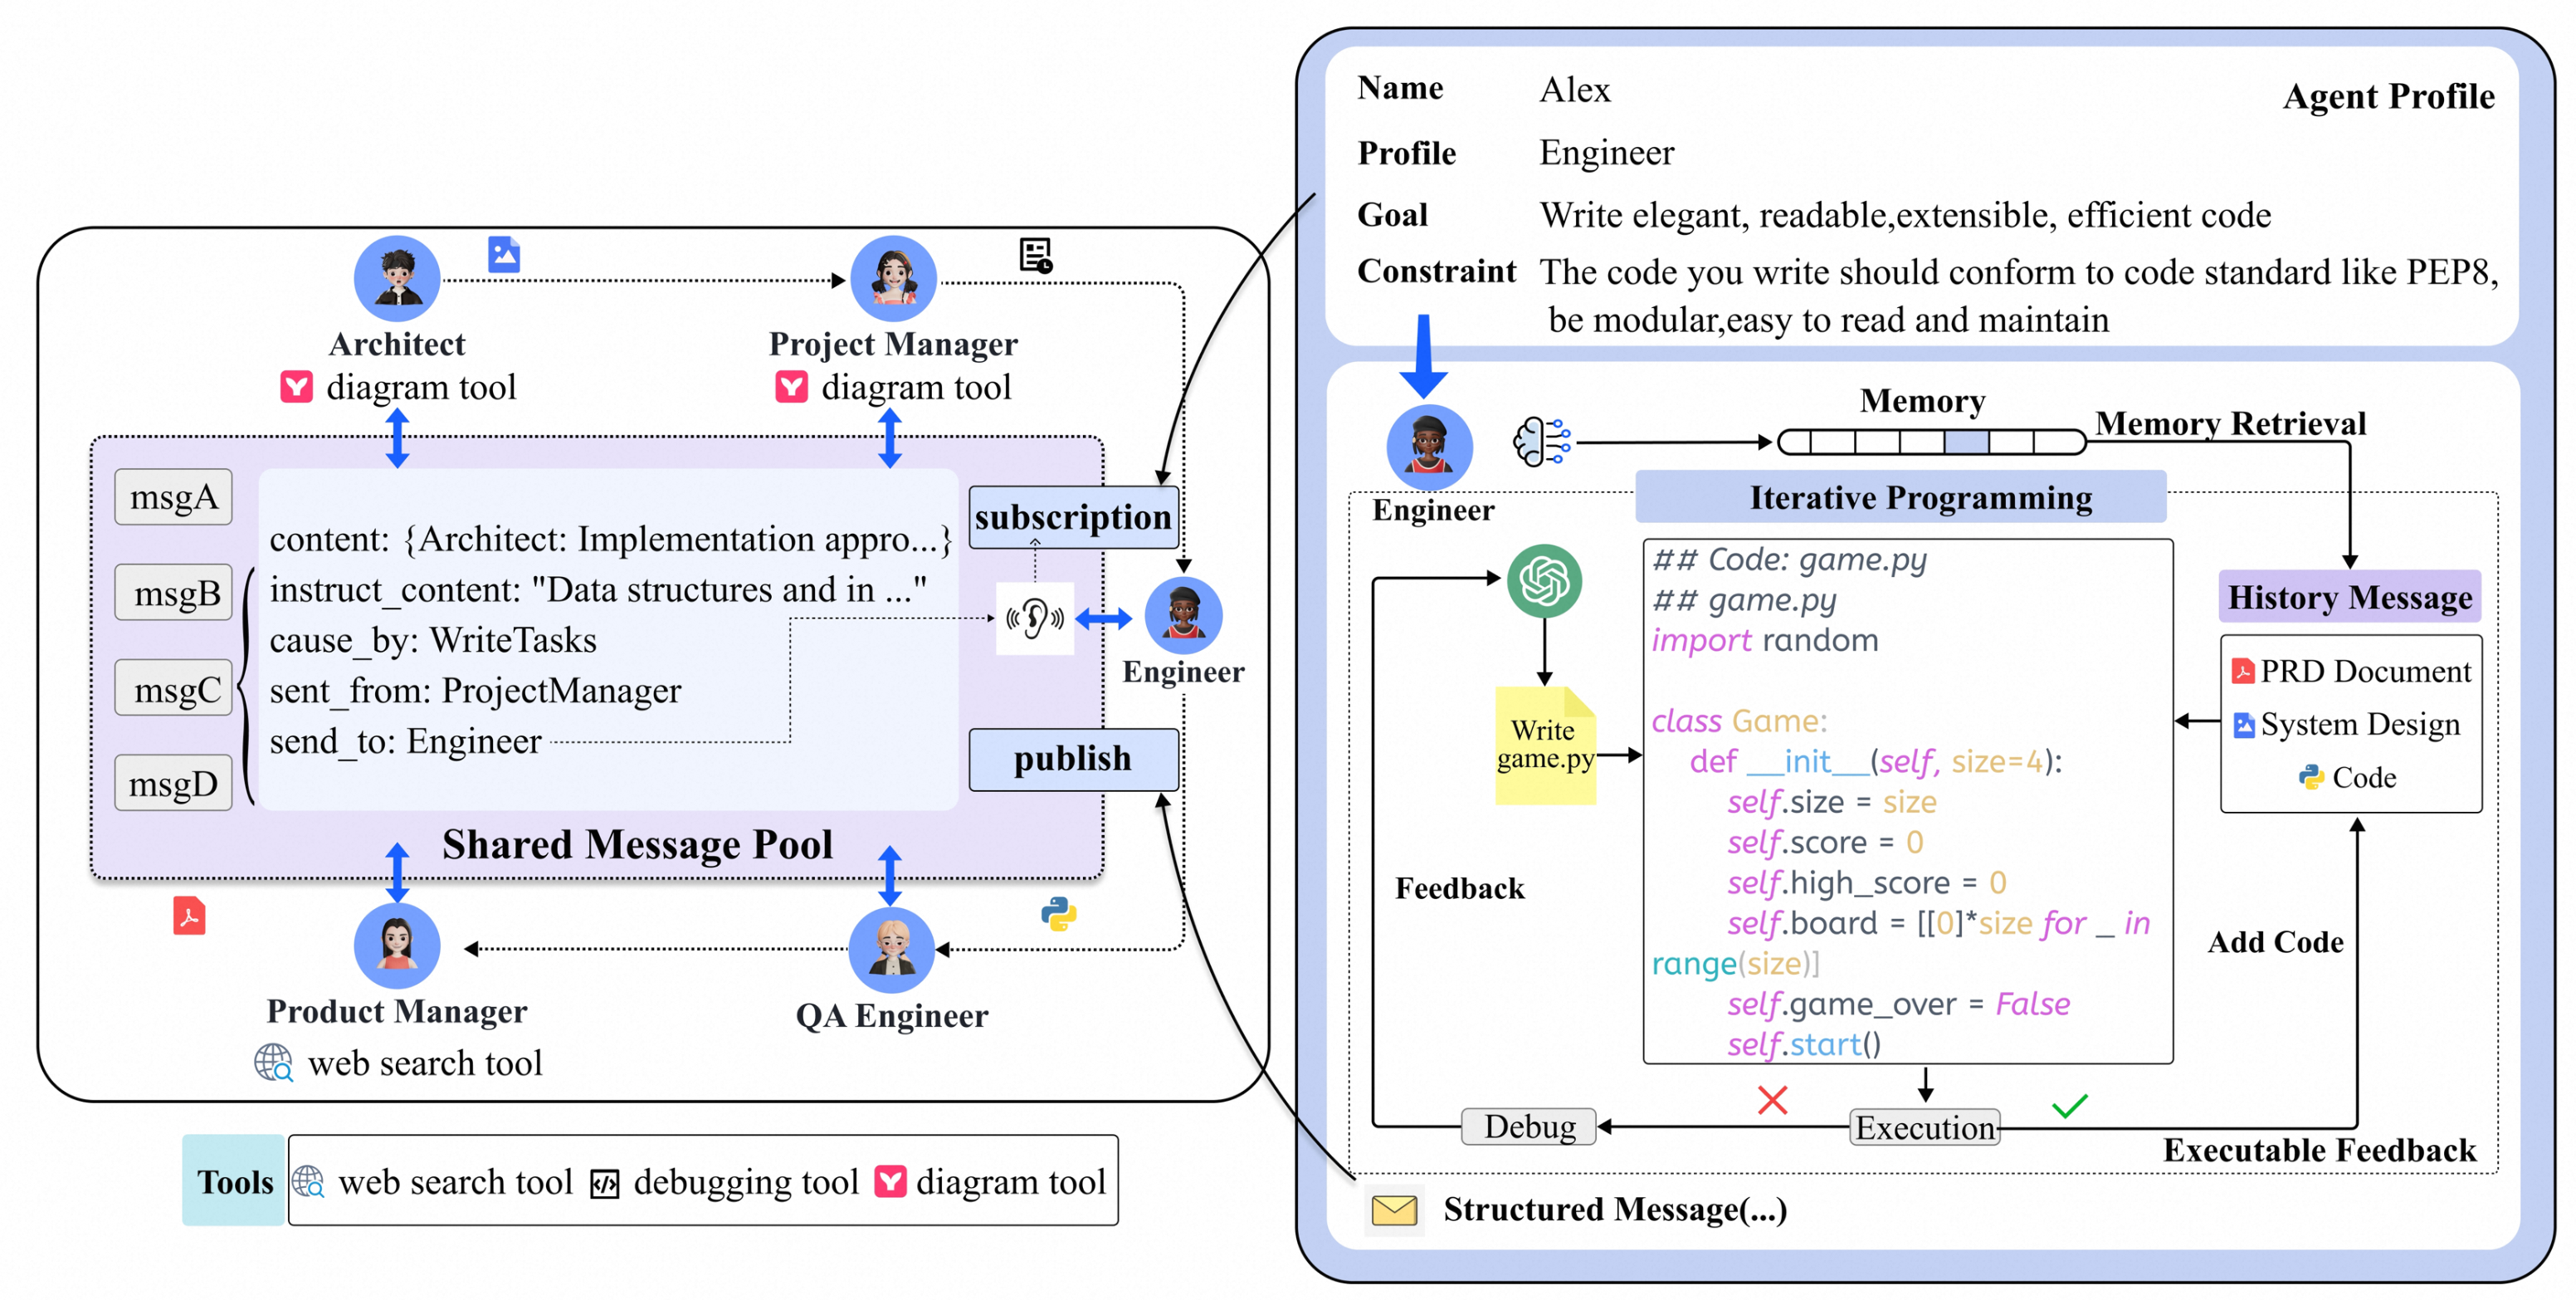 Architect
diagram tool
Project Manager
diagram tool
msgA
msgB
msgC
msgD
content: {Architect: Implementation appro...}
instruct_content: "Data structures and in ..."
cause_by: WriteTasks
sent_from: ProjectManager
send_to: Engineer
subscription
Engineer
publish
Shared Message Pool
Product Manager
web search tool
QA Engineer
Tools
web search tool
debugging tool
diagram tool
Agent Profile
Name Alex
Profile Engineer
Goal Write elegant, readable,extensible, efficient code
Constraint The code you write should conform to code standard like PEP8,
be modular,easy to read and maintain
Engineer
Memory
Memory Retrieval
Iterative Programming
Write
game.py
## Code: game.py
## game.py
import random
class Game:
def __init__(self, size=4):
self.size = size
self.score = 0
self.high_score = 0
self.board = [[0]*size for _ in
range(size)]
self.game_over = False
self.start()
History Message
PRD Document
System Design
Code
Feedback
Add Code
Debug
Execution
Executable Feedback
Structured Message(...)